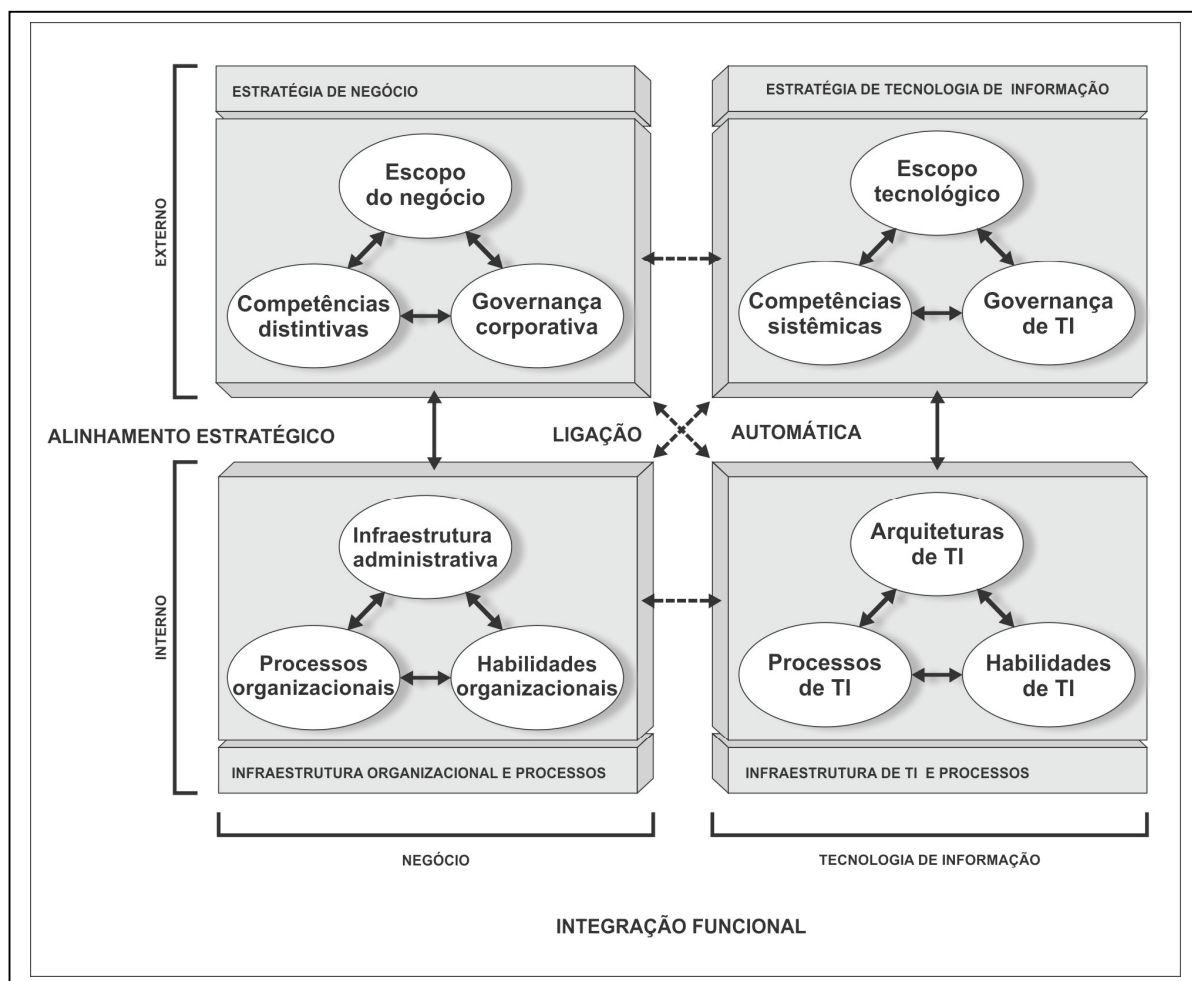 ESTRATÉGIA DE NEGÓCIO
ESTRATÉGIA DE TECNOLOGIA DE INFORMAÇÃO
EXTERNO
Escopo
do negócio
Competências
distintivas
Governança
corporativa
Escopo
tecnológico
Competências
sistêmicas
Governança
de TI
ALINHAMENTO ESTRATÉGICO
LIGAÇÃO
AUTOMÁTICA
INTERNO
Infraestrutura
administrativa
Processos
organizacionais
Habilidades
organizacionais
Arquiteturas
de TI
Processos
de TI
Habilidades
de TI
INFRAESTRUTURA ORGANIZACIONAL E PROCESSOS
INFRAESTRUTURA DE TI E PROCESSOS
NEGÓCIO
TECNOLOGIA DE INFORMAÇÃO
INTEGRAÇÃO FUNCIONAL